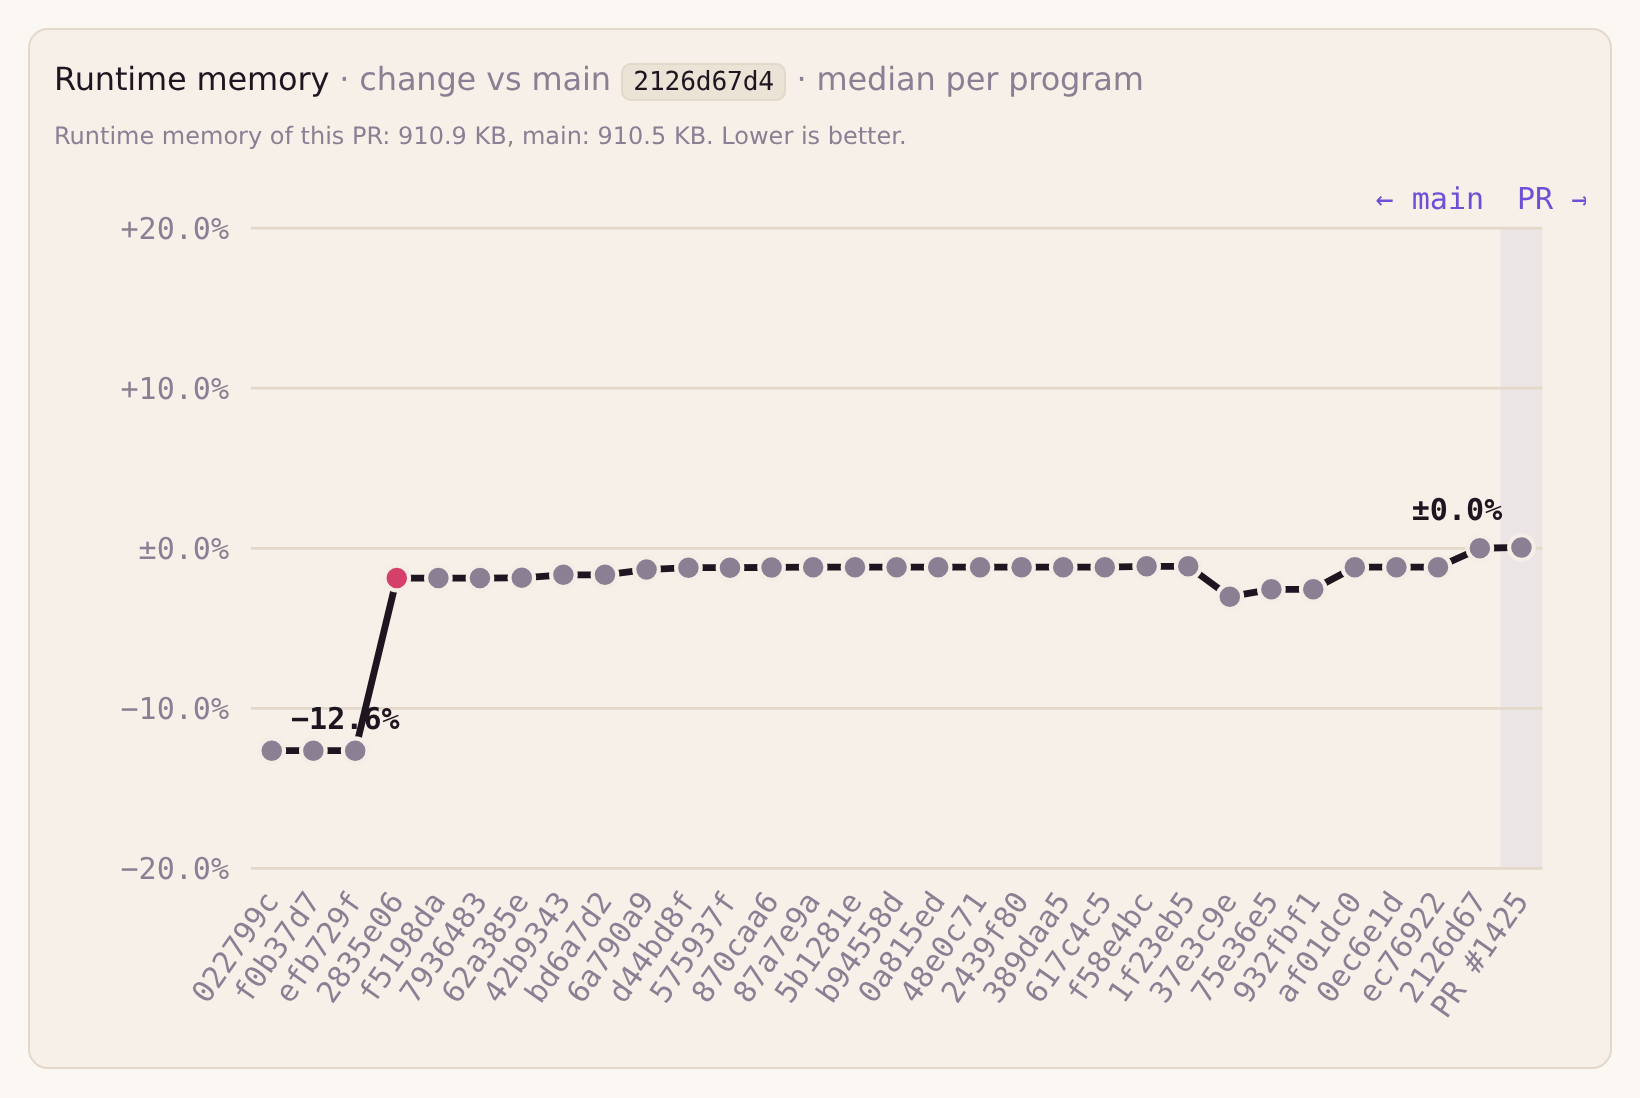 Runtime memory · change vs main 2126d67d4 · median per program
Runtime memory of this PR: 910.9 KB, main: 910.5 KB. Lower is better.
← main PR →
+20.0%
+10.0%
±0.0%
±0.0%
−10.0%
−12.6%
−20.0%
022799c
f0b37d7
efb729f
2835e06
f5198da
7936483
62a385e
42b9343
bd6a7d2
6a790a9
d44bd8f
575937f
870caa6
87a7e9a
5b1281e
b94558d
0a815ed
48e0c71
2439f80
389daa5
617c4c5
f58e4bc
1f23eb5
37e3c9e
75e36e5
932fbf1
af01dc0
0ec6e1d
ec76922
2126d67
PR #1425